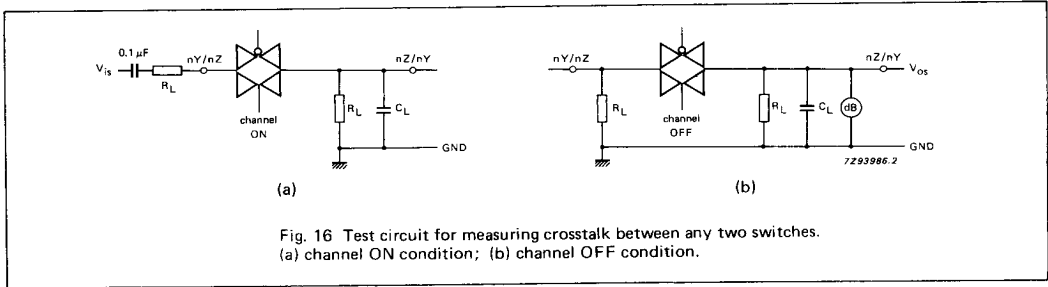 0.1 μF
V_is
R_L
nY/nZ
nZ/nY
R_L
C_L
channel
ON
GND
(a)
nY/nZ
nZ/nY
V_os
R_L
R_L
C_L
dB
channel
OFF
GND
7Z93986.2
(b)
Fig. 16 Test circuit for measuring crosstalk between any two switches.
(a) channel ON condition; (b) channel OFF condition.